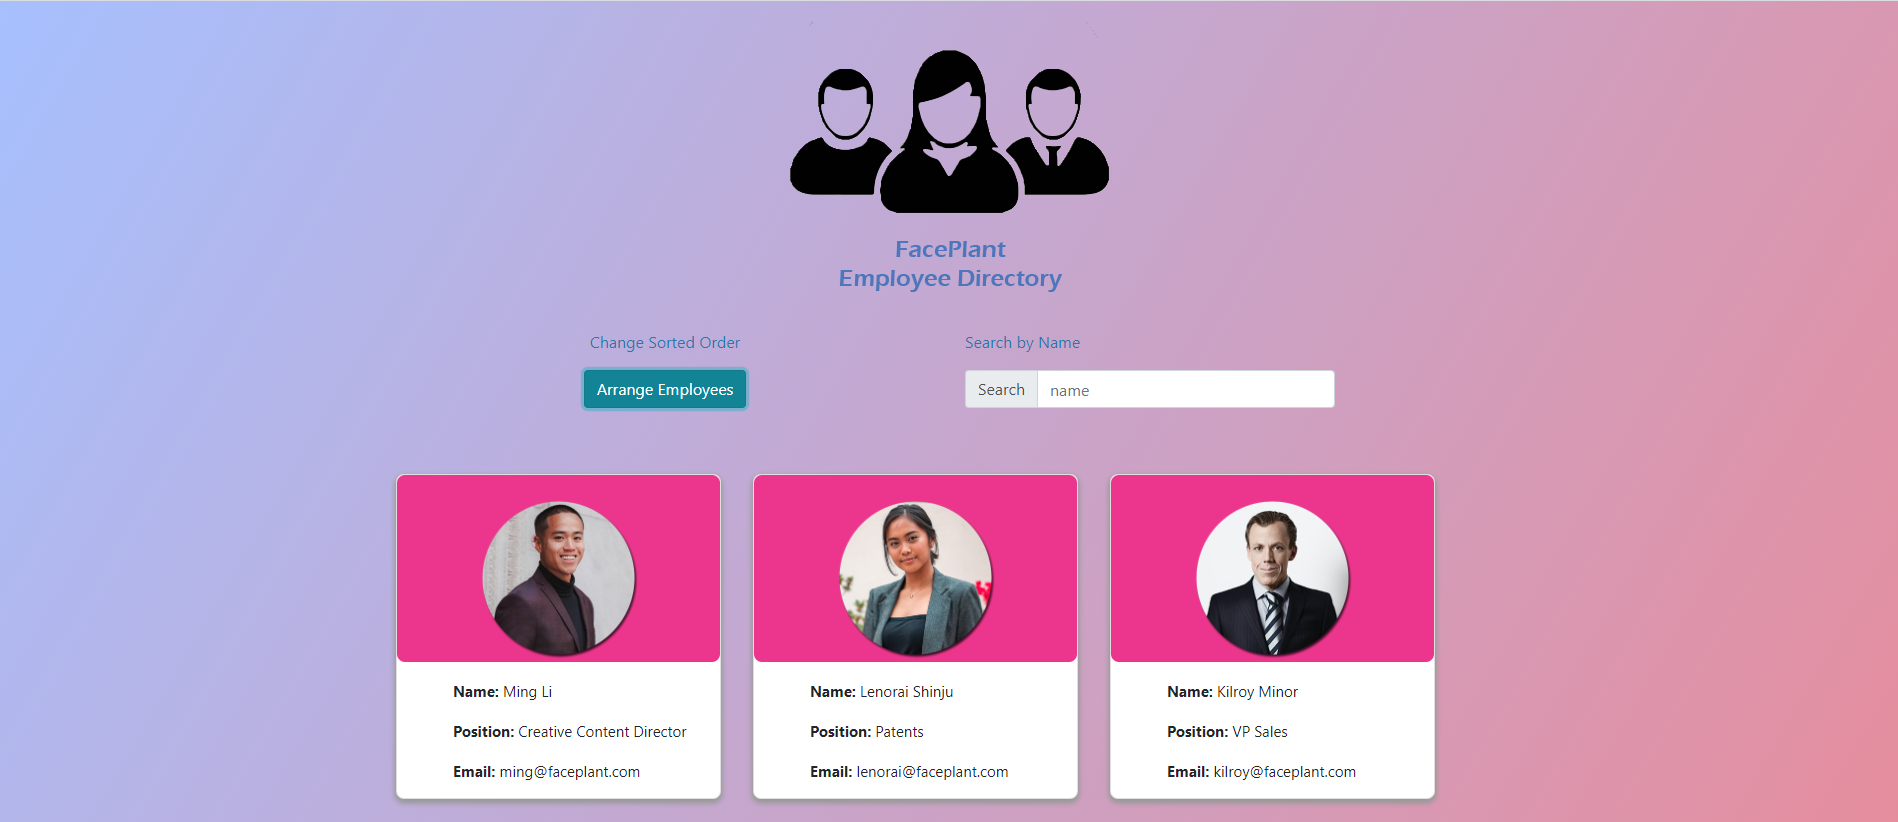 FacePlant
Employee Directory
Change Sorted Order
Arrange Employees
Search by Name
Search
name
Name: Ming Li
Position: Creative Content Director
Email: ming@faceplant.com
Name: Lenorai Shinju
Position: Patents
Email: lenorai@faceplant.com
Name: Kilroy Minor
Position: VP Sales
Email: kilroy@faceplant.com